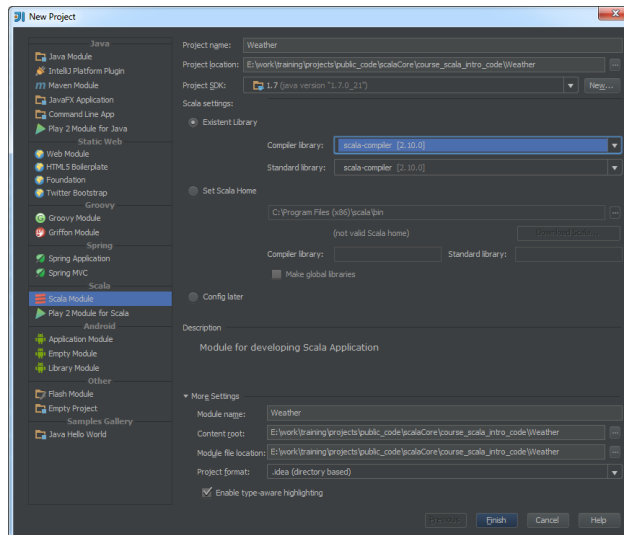 New Project
Java
Java Module
IntelliJ Platform Plugin
Maven Module
JavaFX Application
Command Line App
Play 2 Module for Java
Static Web
Web Module
HTML5 Boilerplate
Foundation
Twitter Bootstrap
Groovy
Groovy Module
Griffon Module
Spring
Spring Application
Spring MVC
Scala
Scala Module
Play 2 Module for Scala
Android
Application Module
Empty Module
Library Module
Other
Flash Module
Empty Project
Samples Gallery
Java Hello World
Project name: Weather
Project location: E:\work\training\projects\public_code\scalaCore\course_scala_intro_code\Weather ...
Project SDK: 1.7 (java version "1.7.0_21") New...
Scala settings:
Existent Library
Compiler library: scala-compiler [2.10.0]
Standard library: scala-compiler [2.10.0]
Set Scala Home
C:\Program Files (x86)\scala\bin ...
(not valid Scala home) Download Scala...
Compiler library: Standard library:
Make global libraries
Config later
Description
Module for developing Scala Application
More Settings
Module name: Weather
Content root: E:\work\training\projects\public_code\scalaCore\course_scala_intro_code\Weather ...
Module file location: E:\work\training\projects\public_code\scalaCore\course_scala_intro_code\Weather ...
Project format: .idea (directory based)
Enable type-aware highlighting
Previous Finish Cancel Help